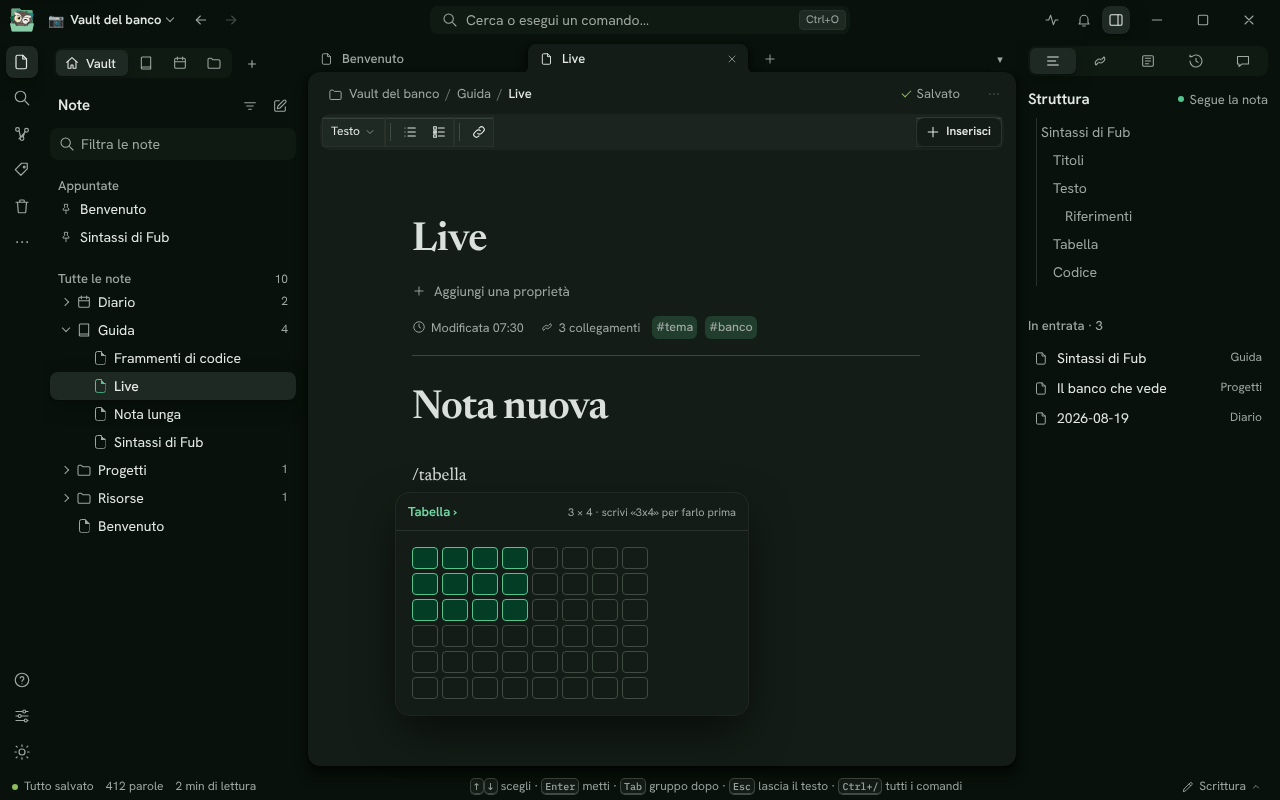 Vault del banco
Cerca o esegui un comando…
Ctrl+O
Vault
Benvenuto
Live
Note
Filtra le note
Appuntate
Benvenuto
Sintassi di Fub
Tutte le note 10
Diario 2
Guida 4
Frammenti di codice
Live
Nota lunga
Sintassi di Fub
Progetti 1
Risorse 1
Benvenuto
Vault del banco / Guida / Live
Salvato
Testo
Inserisci
Live
Aggiungi una proprietà
Modificata 07:30 3 collegamenti #tema #banco
Nota nuova
/tabella
Tabella › 3 × 4 · scrivi «3x4» per farlo prima
Struttura Segue la nota
Sintassi di Fub
Titoli
Testo
Riferimenti
Tabella
Codice
In entrata · 3
Sintassi di Fub Guida
Il banco che vede Progetti
2026-08-19 Diario
Tutto salvato 412 parole 2 min di lettura
↑ ↓ scegli · Enter metti · Tab gruppo dopo · Esc lascia il testo · Ctrl+/ tutti i comandi
Scrittura